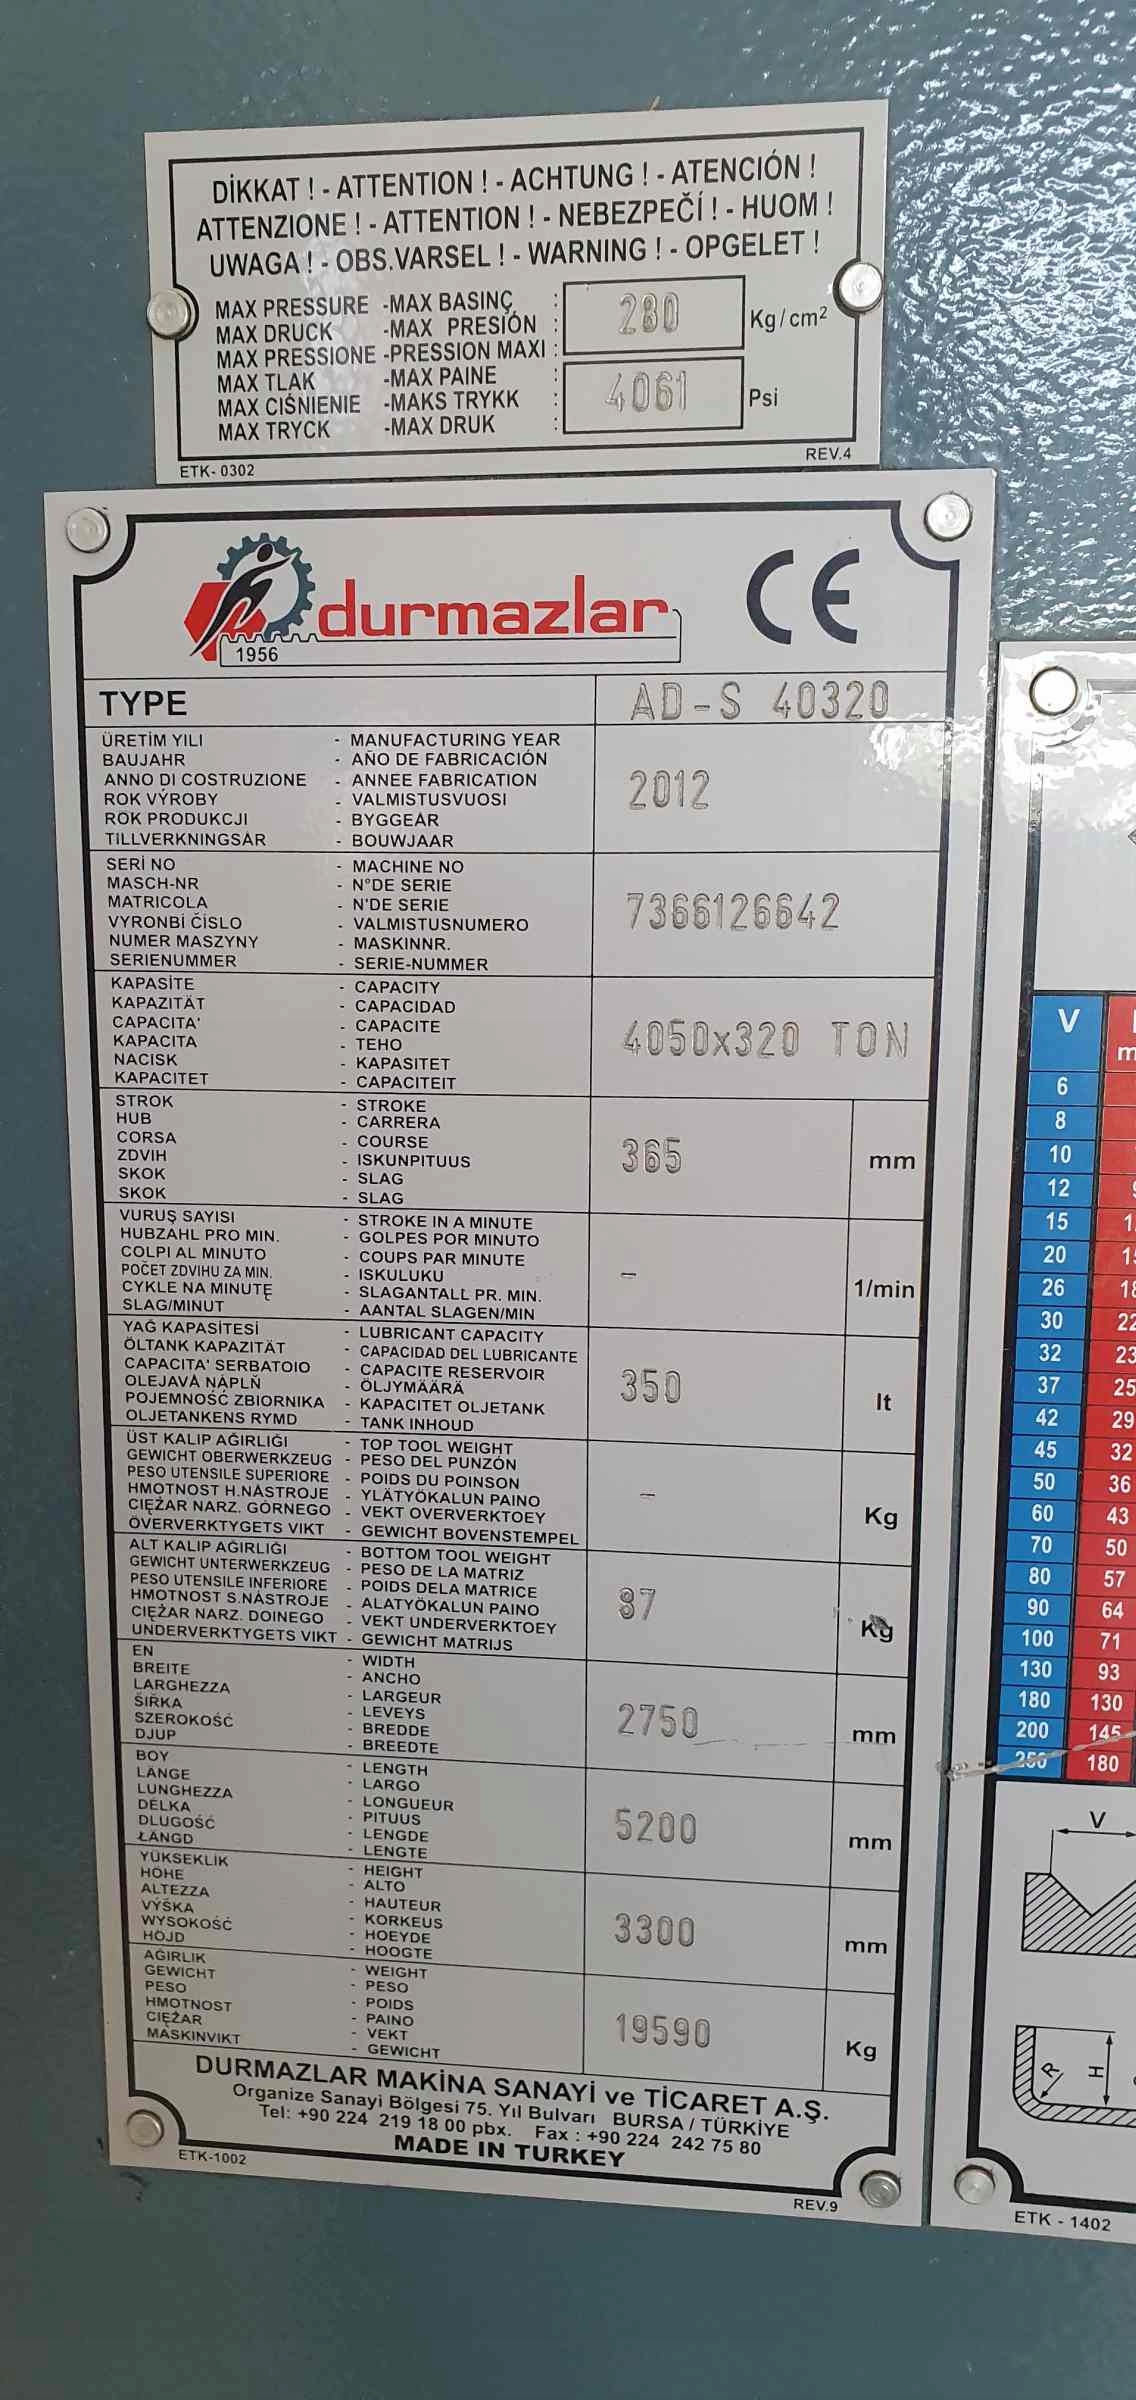 DİKKAT ! - ATTENTION ! - ACHTUNG ! - ATENCIÓN !
ATTENZIONE ! - ATTENTION ! - NEBEZPEČÍ ! - HUOM !
UWAGA ! - OBS.VARSEL ! - WARNING ! - OPGELET !
MAX PRESSURE -MAX BASINÇ : 280 Kg/cm²
MAX DRUCK -MAX PRESIÓN :
MAX PRESSIONE -PRESSION MAXI :
MAX TLAK -MAX PAINE : 4061 Psi
MAX CIŚNIENIE -MAKS TRYKK :
MAX TRYCK -MAX DRUK :
ETK- 0302 REV.4
durmazlar CE
1956
TYPE AD-S 40320
ÜRETİM YILI - MANUFACTURING YEAR
BAUJAHR - AÑO DE FABRICACIÓN
ANNO DI COSTRUZIONE - ANNEE FABRICATION 2012
ROK VÝROBY - VALMISTUSVUOSI
ROK PRODUKCJI - BYGGEÅR
TILLVERKNINGSÅR - BOUWJAAR
SERİ NO - MACHINE NO
MASCH-NR - N°DE SERIE
MATRICOLA - N'DE SERIE 7366126642
VYRONBÍ ČÍSLO - VALMISTUSNUMERO
NUMER MASZYNY - MASKINNR.
SERIENUMMER - SERIE-NUMMER
KAPASİTE - CAPACITY
KAPAZITÄT - CAPACIDAD
CAPACITA' - CAPACITE 4050x320 TON
KAPACITA - TEHO
NACISK - KAPASITET
KAPACITET - CAPACITEIT
STROK - STROKE
HUB - CARRERA
CORSA - COURSE 365 mm
ZDVIH - ISKUNPITUUS
SKOK - SLAG
SKOK - SLAG
VURUŞ SAYISI - STROKE IN A MINUTE
HUBZAHL PRO MIN. - GOLPES POR MINUTO
COLPI AL MINUTO - COUPS PAR MINUTE – 1/min
POČET ZDVIHU ZA MIN. - ISKULUKU
CYKLE NA MINUTĘ - SLAGANTALL PR. MIN.
SLAG/MINUT - AANTAL SLAGEN/MIN
YAĞ KAPASİTESİ - LUBRICANT CAPACITY
ÖLTANK KAPAZITÄT - CAPACIDAD DEL LUBRICANTE
CAPACITA' SERBATOIO - CAPACITE RESERVOIR 350 lt
OLEJAVÁ NÁPLŇ - ÖLJYMÄÄRÄ
POJEMNOŚĆ ZBIORNIKA - KAPACITET OLJETANK
OLJETANKENS RYMD - TANK INHOUD
ÜST KALIP AĞIRLIĞI - TOP TOOL WEIGHT
GEWICHT OBERWERKZEUG - PESO DEL PUNZÓN
PESO UTENSILE SUPERIORE - POIDS DU POINSON – Kg
HMOTNOST H.NÁSTROJE - YLÄTYÖKALUN PAINO
CIĘŻAR NARZ. GÓRNEGO - VEKT OVERVERKTOEY
ÖVERVERKTYGETS VIKT - GEWICHT BOVENSTEMPEL
ALT KALIP AĞIRLIĞI - BOTTOM TOOL WEIGHT
GEWICHT UNTERWERKZEUG - PESO DE LA MATRIZ
PESO UTENSILE INFERIORE - POIDS DELA MATRICE 87 Kg
HMOTNOST S.NÁSTROJE - ALATYÖKALUN PAINO
CIĘŻAR NARZ. DOINEGO - VEKT UNDERVERKTOEY
UNDERVERKTYGETS VIKT - GEWICHT MATRIJS
EN - WIDTH
BREITE - ANCHO
LARGHEZZA - LARGEUR 2750 mm
ŠIŘKA - LEVEYS
SZEROKOŚĆ - BREDDE
DJUP - BREEDTE
BOY - LENGTH
LÄNGE - LARGO
LUNGHEZZA - LONGUEUR 5200 mm
DÉLKA - PITUUS
DLUGOŚĆ - LENGDE
ŁÄNGD - LENGTE
YÜKSEKLİK - HEIGHT
HÖHE - ALTO
ALTEZZA - HAUTEUR 3300 mm
VÝŠKA - KORKEUS
WYSOKOŚĆ - HOEYDE
HÖJD - HOOGTE
AĞIRLIK - WEIGHT
GEWICHT - PESO
PESO - POIDS 19590 Kg
HMOTNOST - PAINO
CIĘŻAR - VEKT
MASKINVIKT - GEWICHT
DURMAZLAR MAKİNA SANAYİ ve TİCARET A.Ş.
Organize Sanayi Bölgesi 75. Yıl Bulvarı BURSA / TÜRKİYE
Tel: +90 224 219 18 00 pbx. Fax : +90 224 242 75 80
MADE IN TURKEY
ETK-1002 REV.9
V
m
6
8
10
12
15
20
26
30 22
32 23
37 25
42 29
45 32
50 36
60 43
70 50
80 57
90 64
100 71
130 93
180 130
200 145
250 180
V
R H
ETK - 1402